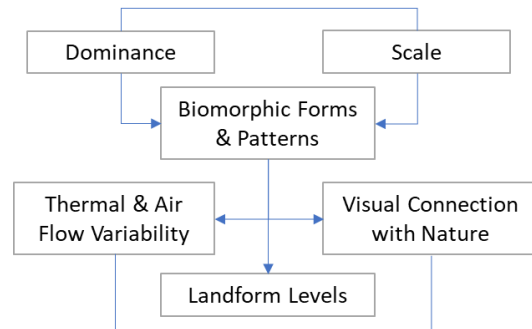 Dominance
Scale
Biomorphic Forms
& Patterns
Thermal & Air
Flow Variability
Visual Connection
with Nature
Landform Levels